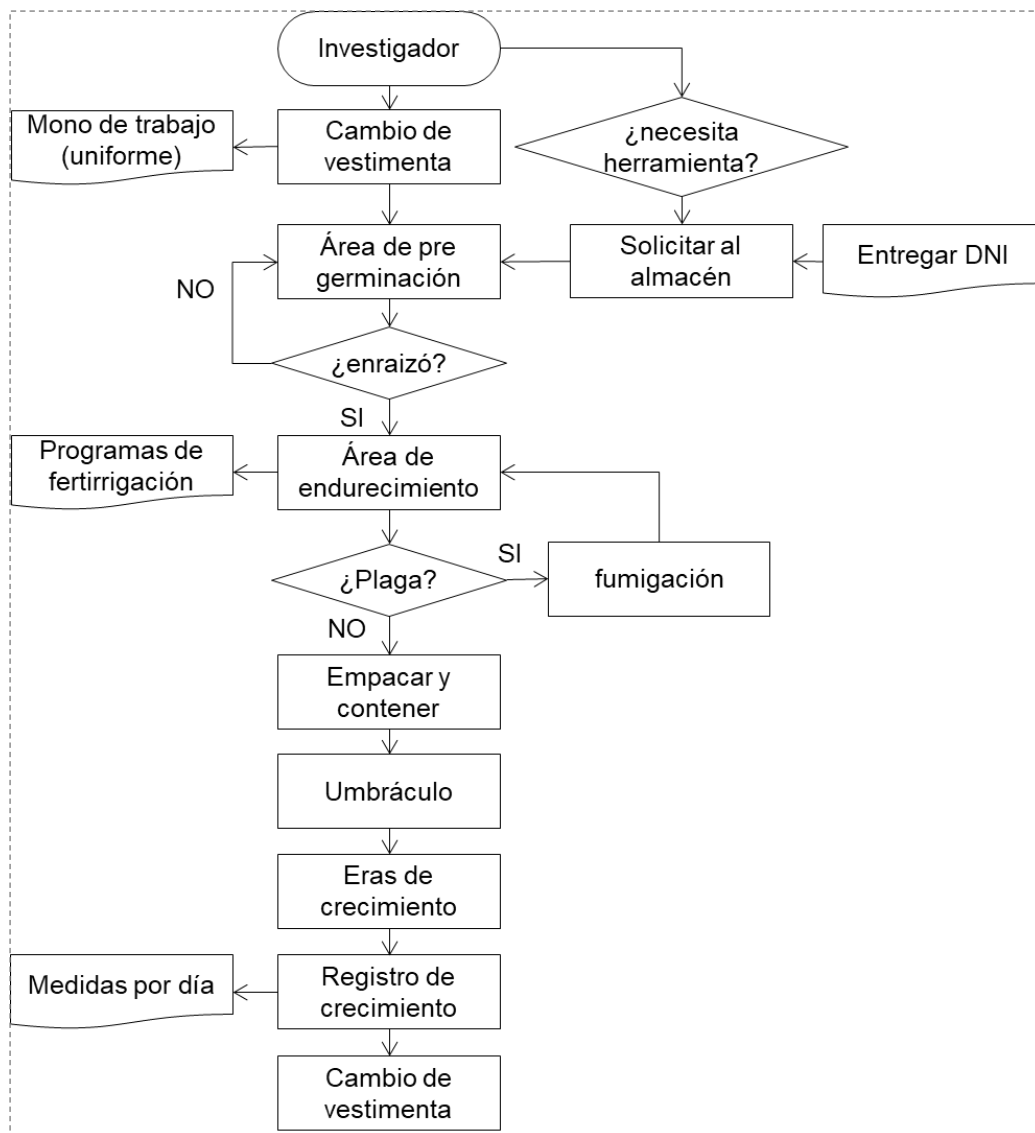 Investigador
Mono de trabajo
(uniforme)
Cambio de
vestimenta
¿necesita
herramienta?
Área de pre
germinación
Solicitar al
almacén
Entregar DNI
NO
¿enraizó?
SI
Programas de
fertirrigación
Área de
endurecimiento
¿Plaga?
SI
fumigación
NO
Empacar y
contener
Umbráculo
Eras de
crecimiento
Medidas por día
Registro de
crecimiento
Cambio de
vestimenta